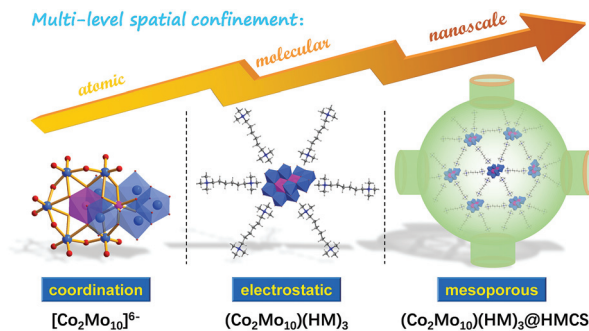 Multi-level spatial confinement:
atomic
molecular
nanoscale
coordination
electrostatic
mesoporous
[Co₂Mo₁₀]⁶⁻
(Co₂Mo₁₀)(HM)₃
(Co₂Mo₁₀)(HM)₃@HMCS